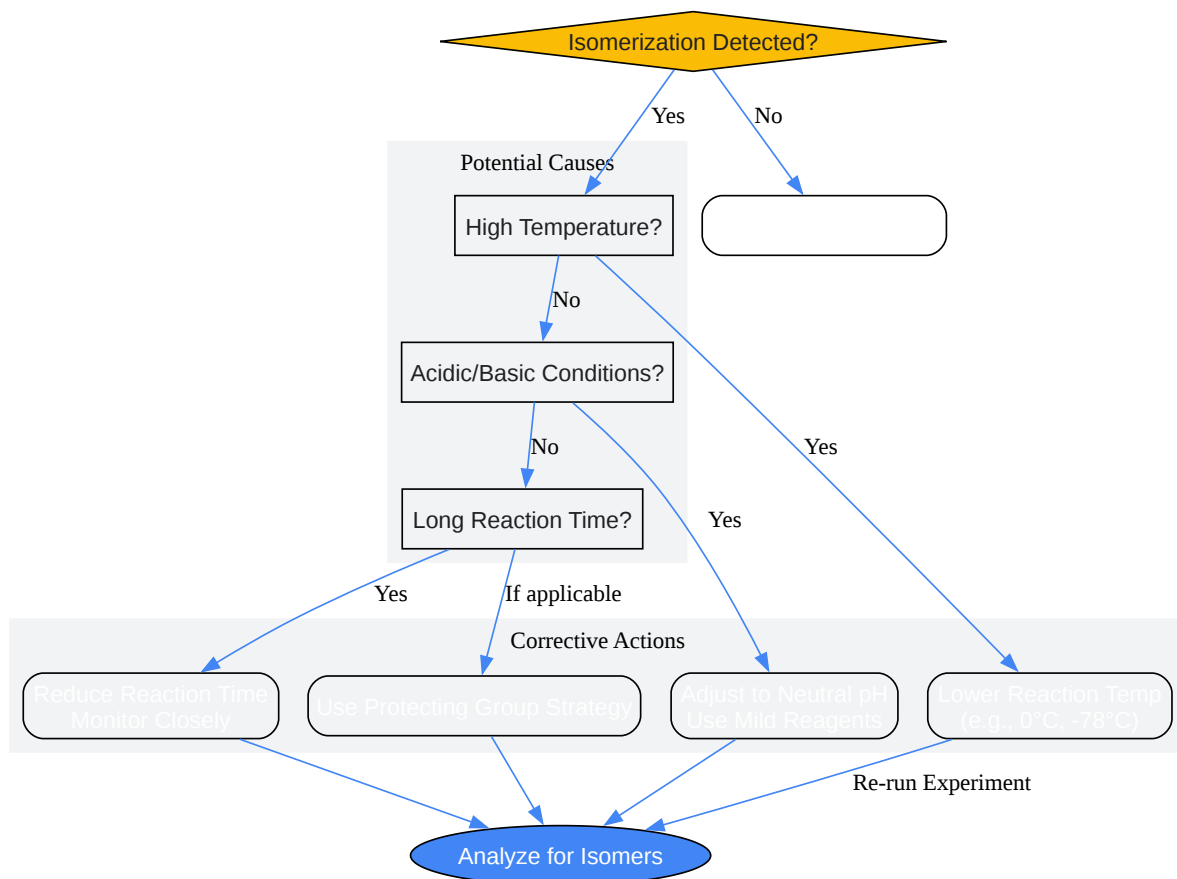 Isomerization Detected?
Yes
No
Potential Causes
High Temperature?
No
Acidic/Basic Conditions?
Yes
No
Long Reaction Time?
Yes
Yes
If applicable
Corrective Actions
Reduce Reaction Time
Monitor Closely
Use Protecting Group Strategy
Adjust to Neutral pH
Use Mild Reagents
Lower Reaction Temp
(e.g., 0°C, -78°C)
Re-run Experiment
Analyze for Isomers